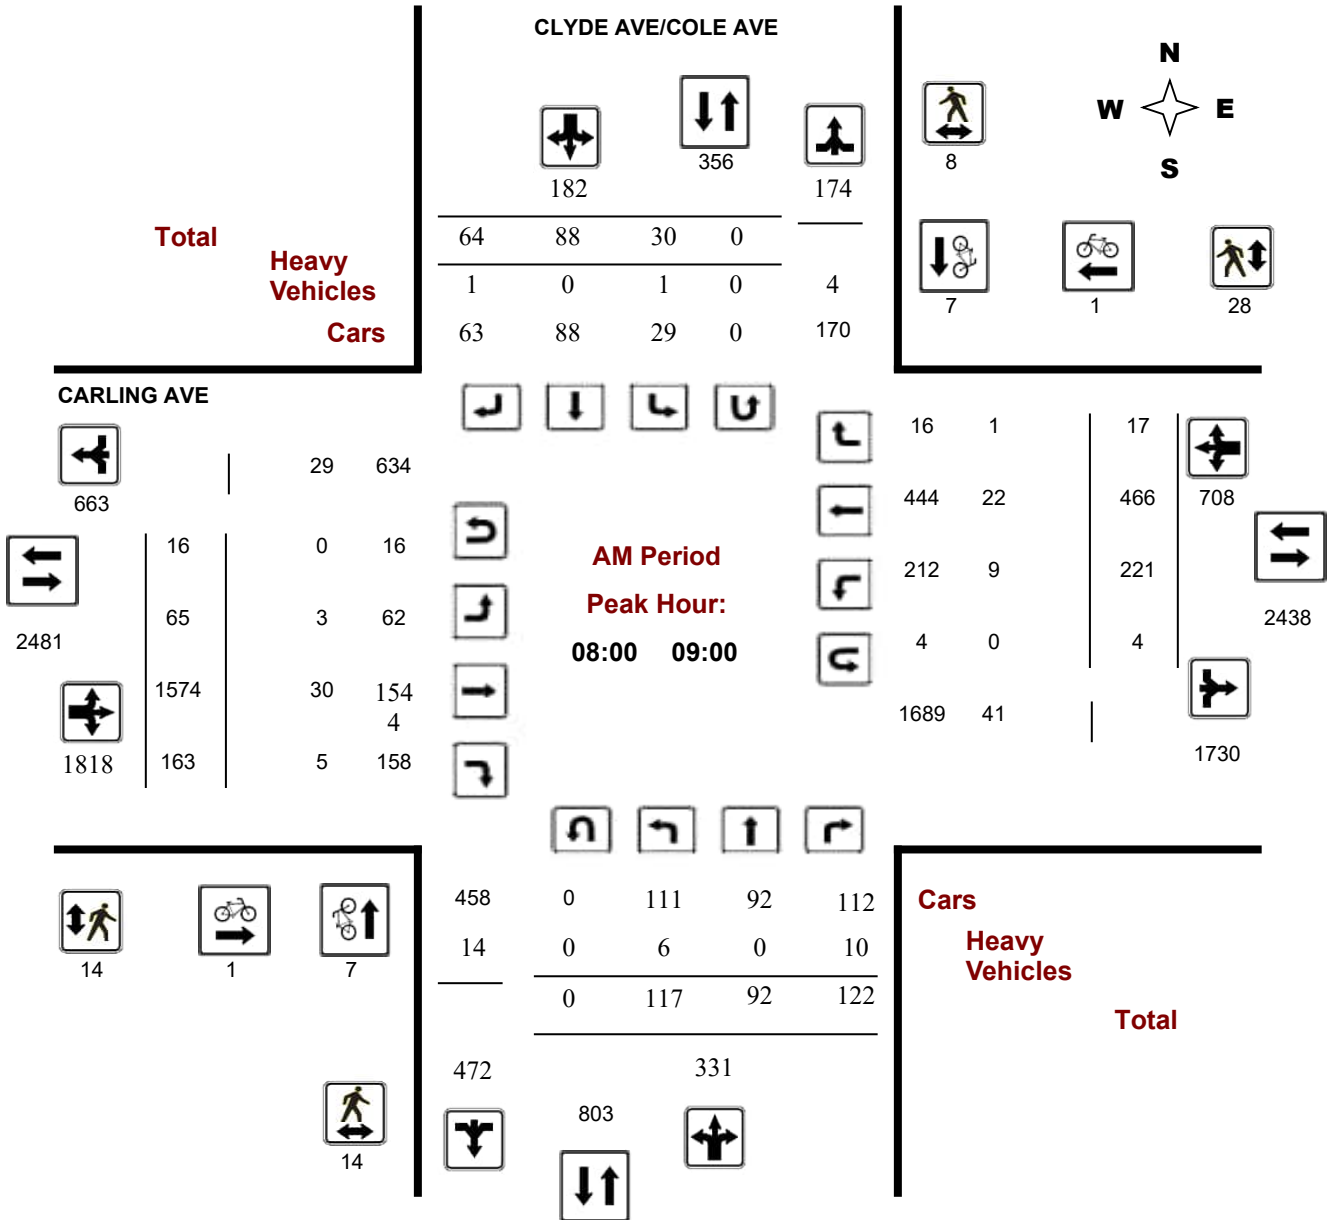 CLYDE AVE/COLE AVE
N
W E
S
8
356
182 174
Total
64 88 30 0
Heavy
Vehicles
1 0 1 0 4
Cars
63 88 29 0 170
7 1 28
CARLING AVE
16 1 17
29 634
663
444 22 466 708
16 0 16
AM Period
212 9 221
Peak Hour:
65 3 62
2481
08:00 09:00
4 0 4
2438
1574 30 154
4
1689 41
1818 163 5 158
1730
458 0 111 92 112
Cars
14 0 6 0 10
Heavy
Vehicles
14 1 7
0 117 92 122
Total
472 331
803
14